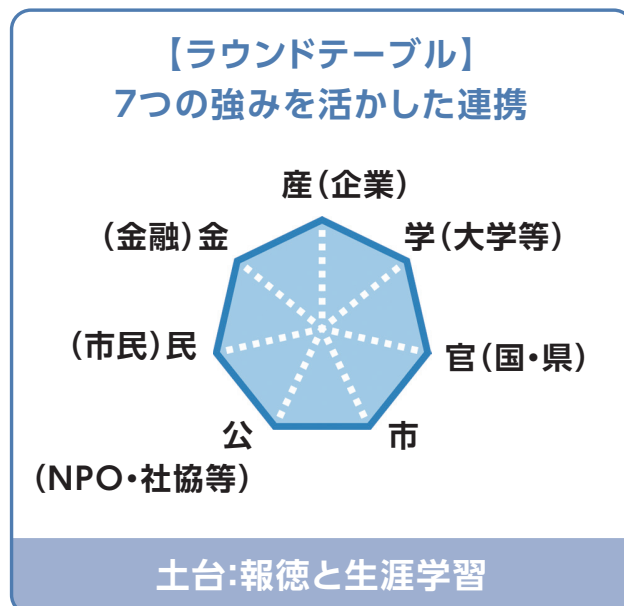 【ラウンドテーブル】
7つの強みを活かした連携
産(企業)
(金融)金
学(大学等)
(市民)民
官(国・県)
公
市
(NPO・社協等)
土台:報徳と生涯学習